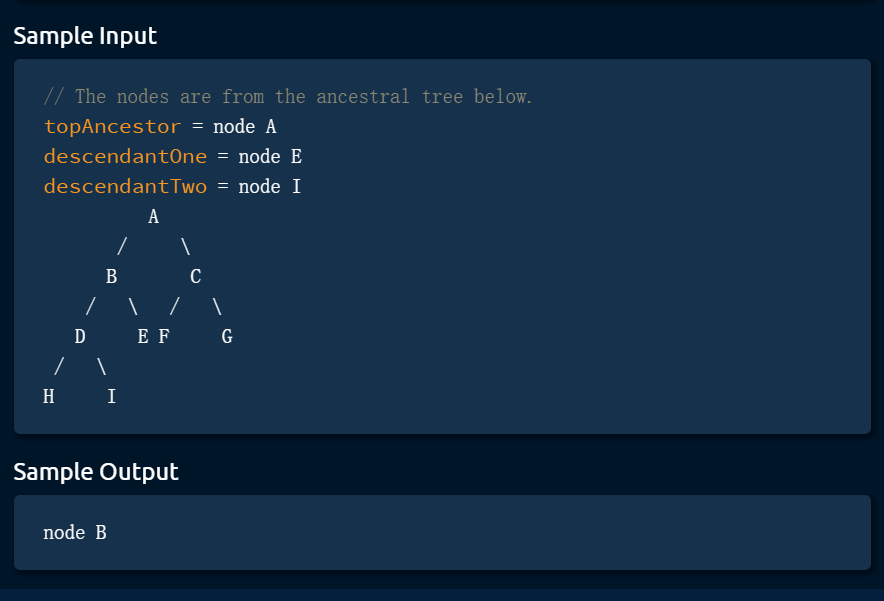 Sample Input
// The nodes are from the ancestral tree below.
topAncestor = node A
descendantOne = node E
descendantTwo = node I
          A
       /     \
      B       C
    /   \   /   \
   D     E F     G
 /   \
H     I
Sample Output
node B